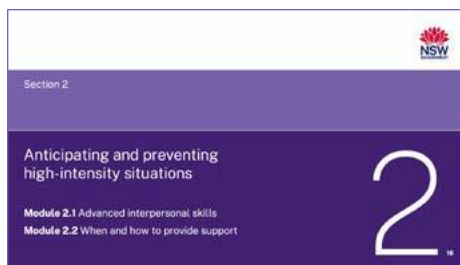 NSW
GOVERNMENT
Section 2
Anticipating and preventing
high-intensity situations
Module 2.1 Advanced interpersonal skills
Module 2.2 When and how to provide support
2